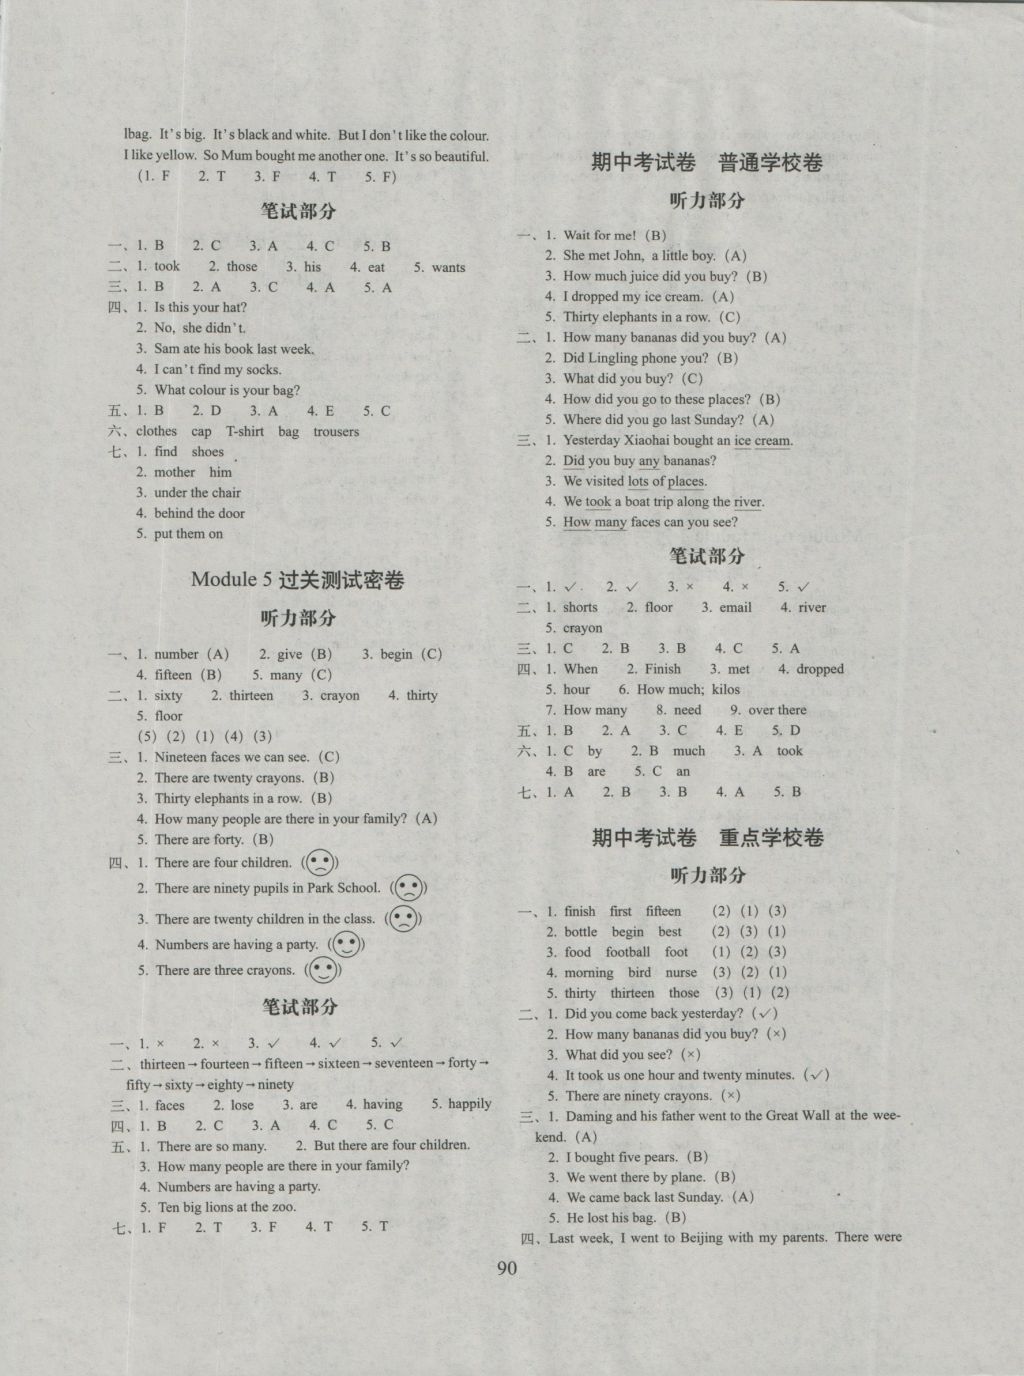 lbag. It's big. It's black and white. But I don't like the colour.
I like yellow. So Mum bought me another one. It's so beautiful.
(1. F 2. T 3. F 4. T 5. F)
笔试部分
一、1. B 2. C 3. A 4. C 5. B
二、1. took 2. those 3. his 4. eat 5. wants
三、1. B 2. A 3. C 4. A 5. A
四、1. Is this your hat?
2. No, she didn't.
3. Sam ate his book last week.
4. I can't find my socks.
5. What colour is your bag?
五、1. B 2. D 3. A 4. E 5. C
六、clothes cap T-shirt bag trousers
七、1. find shoes
2. mother him
3. under the chair
4. behind the door
5. put them on
Module 5 过关测试密卷
听力部分
一、1. number (A) 2. give (B) 3. begin (C)
4. fifteen (B) 5. many (C)
二、1. sixty 2. thirteen 3. crayon 4. thirty
5. floor
(5) (2) (1) (4) (3)
三、1. Nineteen faces we can see. (C)
2. There are twenty crayons. (B)
3. Thirty elephants in a row. (B)
4. How many people are there in your family? (A)
5. There are forty. (B)
四、1. There are four children. ( )
2. There are ninety pupils in Park School. ( )
3. There are twenty children in the class. ( )
4. Numbers are having a party. ( )
5. There are three crayons. ( )
笔试部分
一、1. × 2. × 3. ✓ 4. ✓ 5. ✓
二、thirteen→fourteen→fifteen→sixteen→seventeen→forty→
fifty→sixty→eighty→ninety
三、1. faces 2. lose 3. are 4. having 5. happily
四、1. B 2. C 3. A 4. C 5. C
五、1. There are so many. 2. But there are four children.
3. How many people are there in your family?
4. Numbers are having a party.
5. Ten big lions at the zoo.
七、1. F 2. T 3. F 4. T 5. T
期中考试卷 普通学校卷
听力部分
一、1. Wait for me! (B)
2. She met John, a little boy. (A)
3. How much juice did you buy? (B)
4. I dropped my ice cream. (A)
5. Thirty elephants in a row. (C)
二、1. How many bananas did you buy? (A)
2. Did Lingling phone you? (B)
3. What did you buy? (C)
4. How did you go to these places? (B)
5. Where did you go last Sunday? (A)
三、1. Yesterday Xiaohai bought an ice cream.
2. Did you buy any bananas?
3. We visited lots of places.
4. We took a boat trip along the river.
5. How many faces can you see?
笔试部分
一、1. ✓ 2. ✓ 3. × 4. × 5. ✓
二、1. shorts 2. floor 3. email 4. river
5. crayon
三、1. C 2. B 3. B 4. C 5. A
四、1. When 2. Finish 3. met 4. dropped
5. hour 6. How much; kilos
7. How many 8. need 9. over there
五、1. B 2. A 3. C 4. E 5. D
六、1. C by 2. B much 3. A took
4. B are 5. C an
七、1. A 2. B 3. B 4. A 5. B
期中考试卷 重点学校卷
听力部分
一、1. finish first fifteen (2) (1) (3)
2. bottle begin best (2) (3) (1)
3. food football foot (1) (2) (3)
4. morning bird nurse (3) (2) (1)
5. thirty thirteen those (3) (1) (2)
二、1. Did you come back yesterday? (✓)
2. How many bananas did you buy? (×)
3. What did you see? (×)
4. It took us one hour and twenty minutes. (✓)
5. There are ninety crayons. (×)
三、1. Daming and his father went to the Great Wall at the wee-
kend. (A)
2. I bought five pears. (B)
3. We went there by plane. (B)
4. We came back last Sunday. (A)
5. He lost his bag. (B)
四、Last week, I went to Beijing with my parents. There were
90